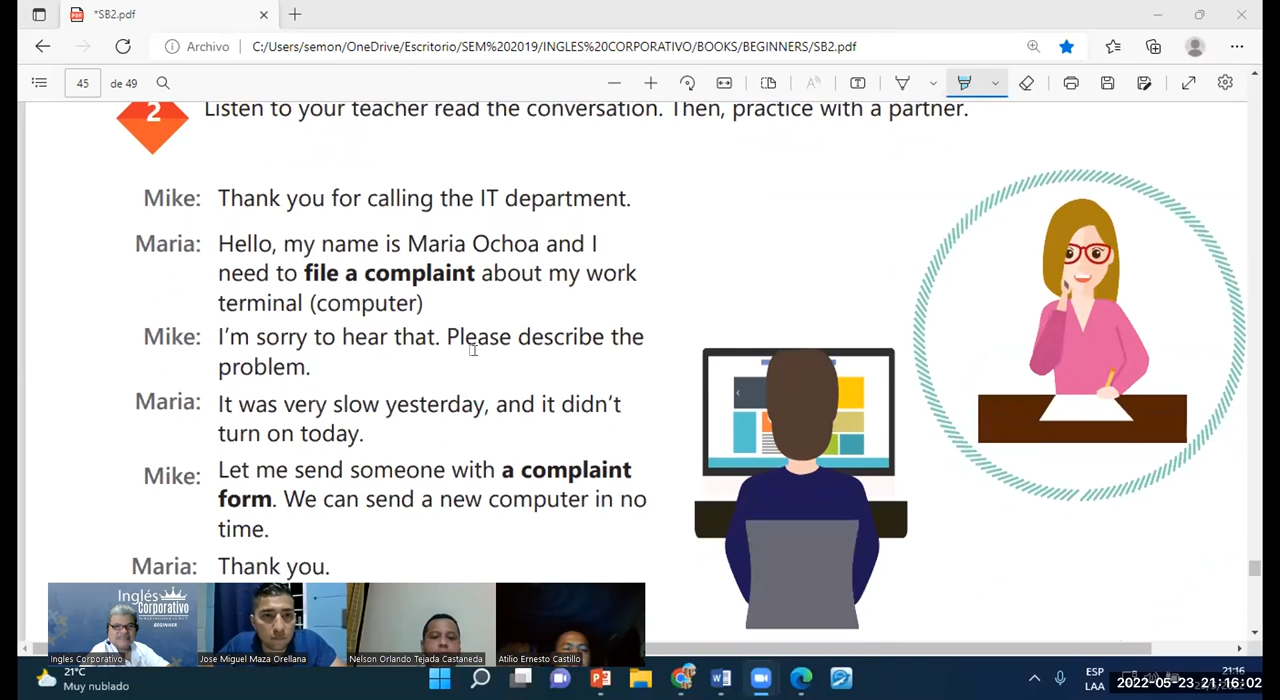 *SB2.pdf
Archivo C:/Users/semon/OneDrive/Escritorio/SEM%202019/INGLES%20CORPORATIVO/BOOKS/BEGINNERS/SB2.pdf
45 de 49
2 Listen to your teacher read the conversation. Then, practice with a partner.
Mike: Thank you for calling the IT department.
Maria: Hello, my name is Maria Ochoa and I
need to file a complaint about my work
terminal (computer)
Mike: I'm sorry to hear that. Please describe the
problem.
Maria: It was very slow yesterday, and it didn't
turn on today.
Mike: Let me send someone with a complaint
form. We can send a new computer in no
time.
Maria: Thank you.
Inglés
Corporativo
BEGINNER
Ingles Corporativo Jose Miguel Maza Orellana Nelson Orlando Tejada Castaneda Atilio Ernesto Castillo
21°C
Muy nublado
ESP
LAA
21:16
2022-05-23 21:16:02